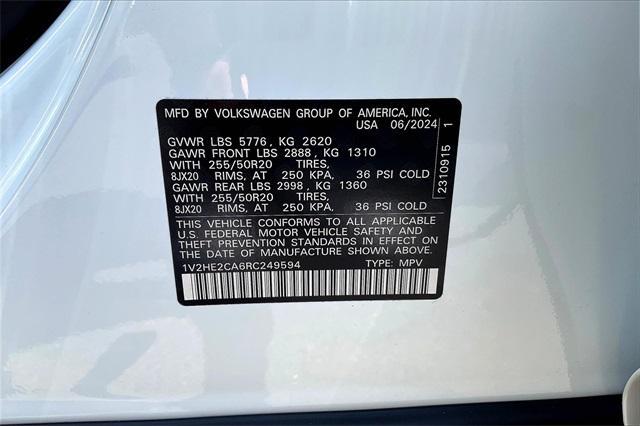 MFD BY VOLKSWAGEN GROUP OF AMERICA, INC.
USA 06/2024
GVWR LBS 5776, KG 2620
GAWR FRONT LBS 2888, KG 1310
WITH 255/50R20 TIRES,
8JX20 RIMS, AT 250 KPA, 36 PSI COLD
GAWR REAR LBS 2998, KG 1360
WITH 255/50R20 TIRES,
8JX20 RIMS, AT 250 KPA, 36 PSI COLD
THIS VEHICLE CONFORMS TO ALL APPLICABLE
U.S. FEDERAL MOTOR VEHICLE SAFETY AND
THEFT PREVENTION STANDARDS IN EFFECT ON
THE DATE OF MANUFACTURE SHOWN ABOVE.
1V2HE2CA6RC249594 TYPE: MPV
2310915 1